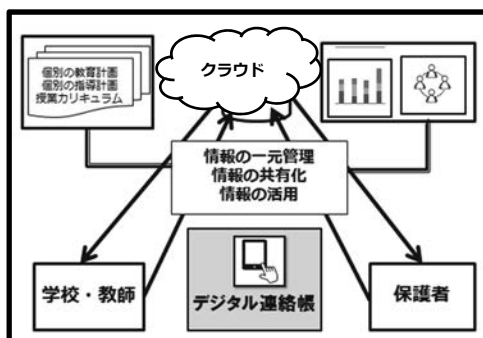 クラウド
個別の教育計画
個別の指導計画
授業カリキュラム
情報の一元管理
情報の共有化
情報の活用
学校・教師
デジタル連絡帳
保護者